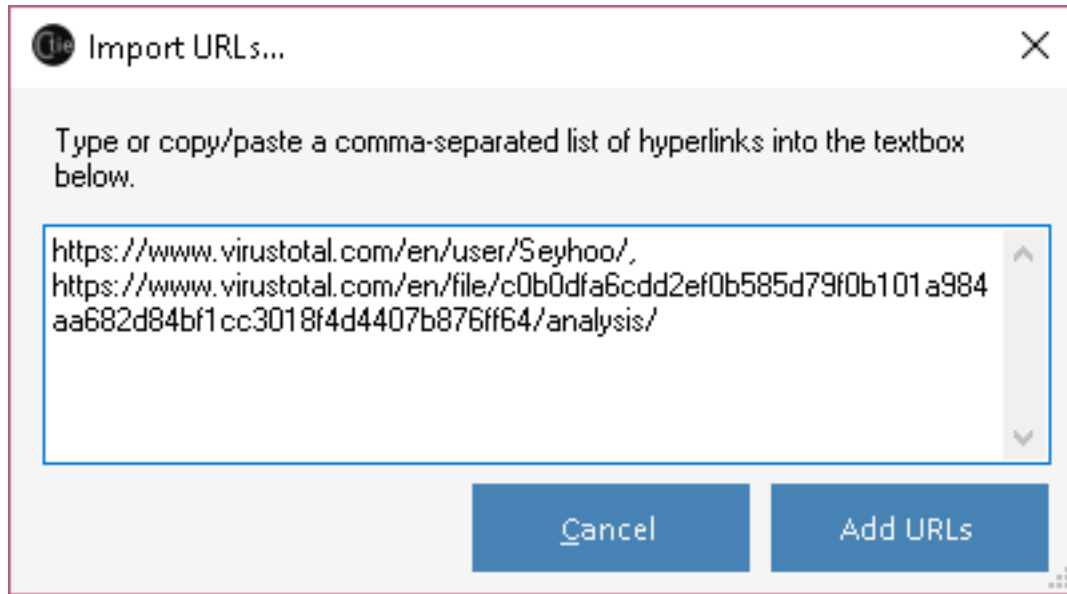 Ctie Import URLs...
Type or copy/paste a comma-separated list of hyperlinks into the textbox
below.
https://www.virustotal.com/en/user/Seyhoo/,
https://www.virustotal.com/en/file/c0b0dfa6cdd2ef0b585d79f0b101a984
aa682d84bf1cc3018f4d4407b876ff64/analysis/
Cancel Add URLs